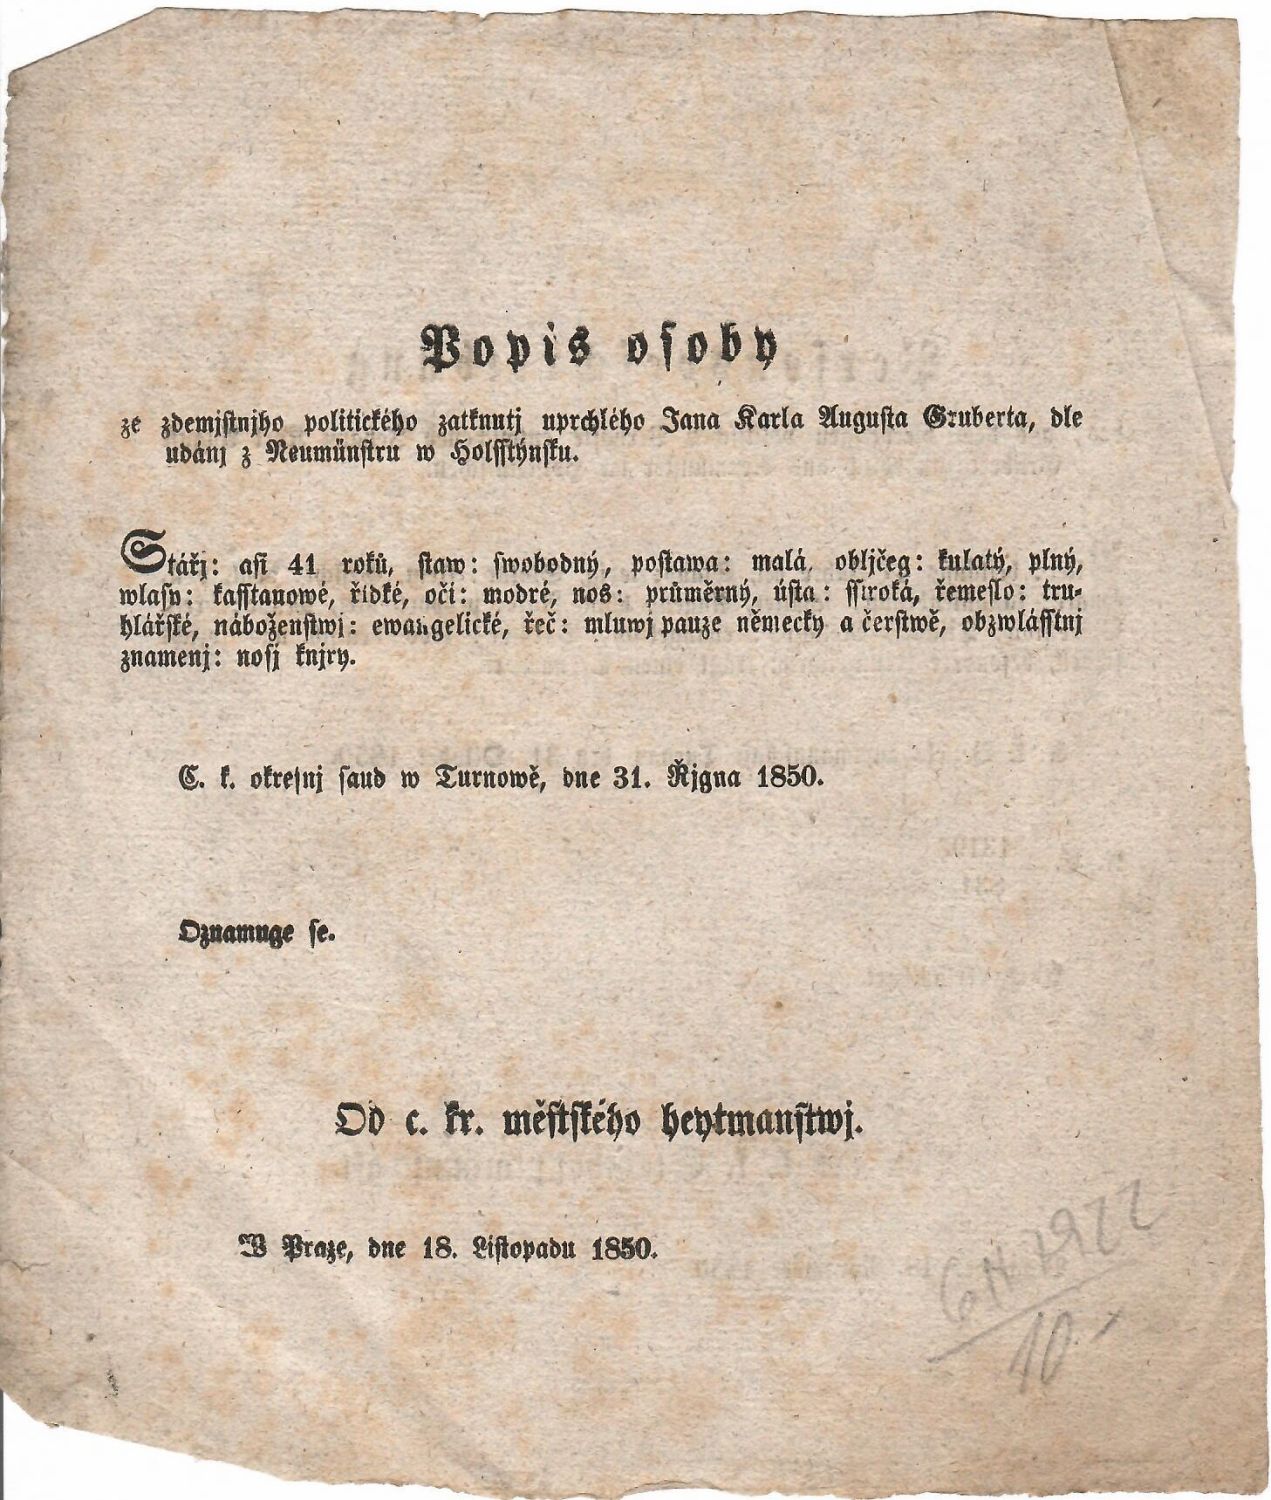 Popis osoby
ze zdemjstnjho politického zatknutj uprchlého Jana Karla Augusta Gruberta, dle
udánj z Neumünstru w Holsstýnsku.
Stářj: asi 41 roků, staw: swobodný, postawa: malá, obljčeg: kulatý, plný,
wlasy: kasstanowé, řidké, oči: modré, nos: průměrný, ústa: ssiroká, řemeslo: tru-
hlářské, náboženstwj: ewangelické, řeč: mluwj pauze německy a čerstwě, obzwlásstnj
znamenj: nosj knjry.
C. k. okresnj saud w Turnowě, dne 31. Řjgna 1850.
Oznamuge se.
Od c. kr. městského heytmanstwj.
W Praze, dne 18. Listopadu 1850.
10.